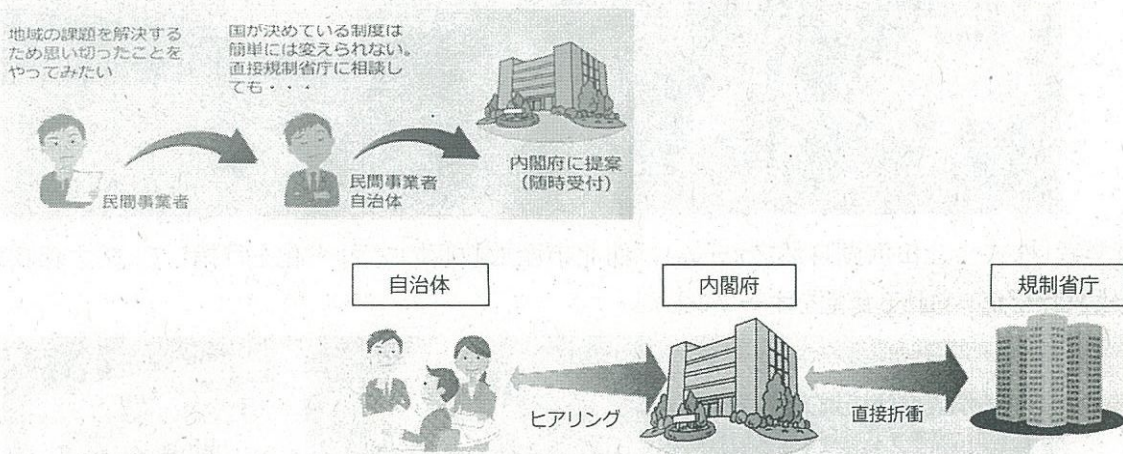 地域の課題を解決する
ため思い切ったことを
やってみたい
国が決めている制度は
簡単には変えられない。
直接規制省庁に相談し
ても・・・
民間事業者
民間事業者
自治体
内閣府に提案
(随時受付)
自治体
内閣府
規制省庁
ヒアリング
直接折衝